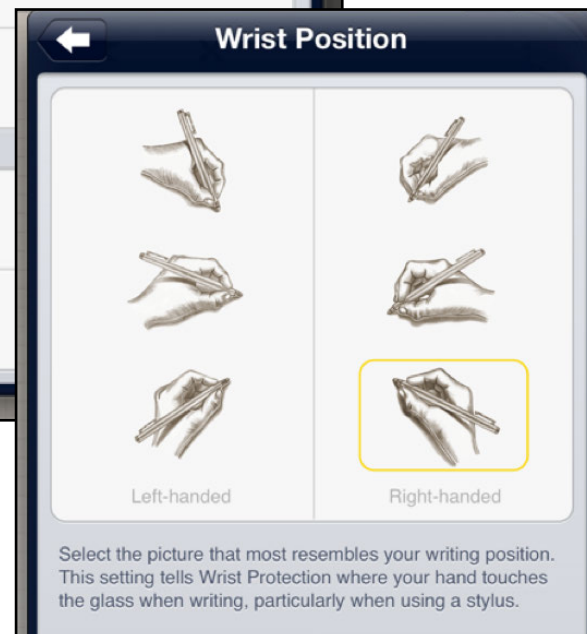 Wrist Position
Left-handed
Right-handed
Select the picture that most resembles your writing position.
This setting tells Wrist Protection where your hand touches
the glass when writing, particularly when using a stylus.